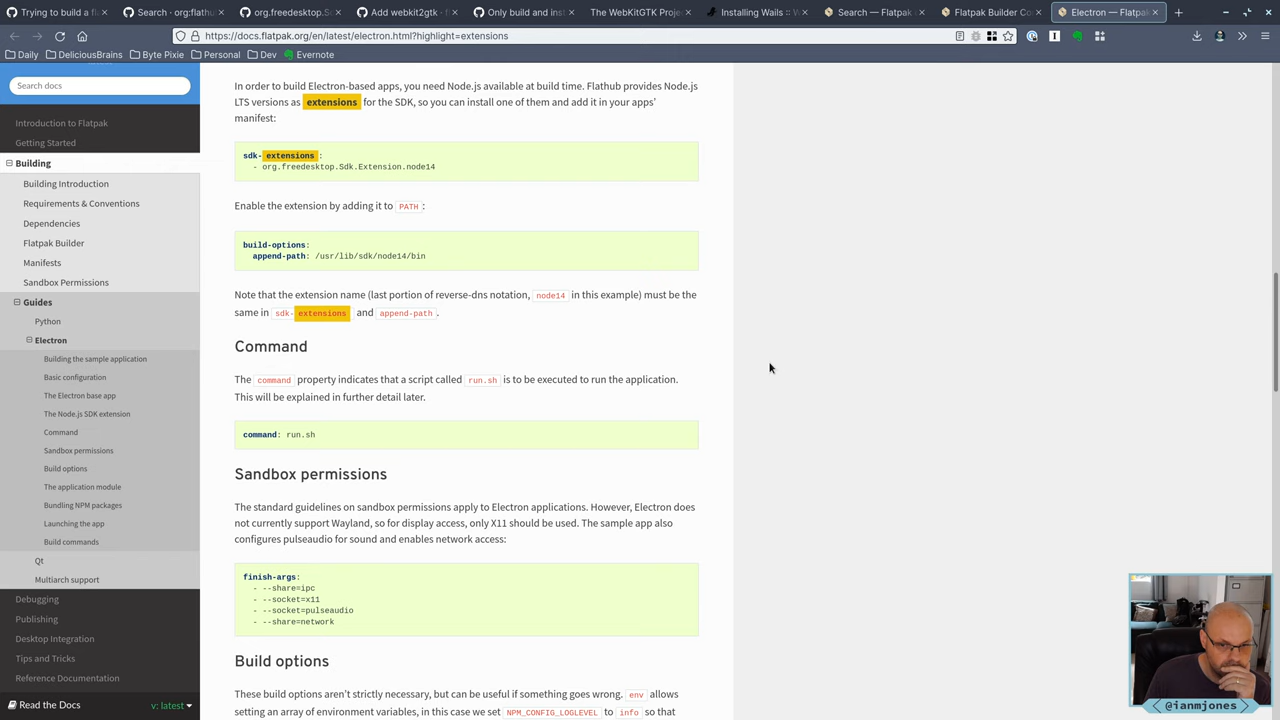 Search · org:flathu
org.freedesktop.S
Add webkit2gtk - f
Only build and inst
The WebKitGTK Proje
Installing Wails :: W
Search — Flatpak
Flatpak Builder Co
Electron — Flatpak
https://docs.flatpak.org/en/latest/electron.html?highlight=extensions
Daily
DeliciousBrains
Byte Pixie
Personal
Dev
Evernote
Search docs
Introduction to Flatpak
Getting Started
Building
Building Introduction
Requirements & Conventions
Dependencies
Flatpak Builder
Manifests
Sandbox Permissions
Guides
Python
Electron
Building the sample application
Basic configuration
The Electron base app
The Node.js SDK extension
Command
Sandbox permissions
Build options
The application module
Bundling NPM packages
Launching the app
Build commands
Qt
Multiarch support
Debugging
Publishing
Desktop Integration
Tips and Tricks
Reference Documentation
Read the Docs v: latest
In order to build Electron-based apps, you need Node.js available at build time. Flathub provides Node.js
LTS versions as extensions for the SDK, so you can install one of them and add it in your apps’
manifest:
sdk-extensions:
- org.freedesktop.Sdk.Extension.node14
Enable the extension by adding it to PATH:
build-options:
append-path: /usr/lib/sdk/node14/bin
Note that the extension name (last portion of reverse-dns notation, node14 in this example) must be the
same in sdk-extensions and append-path.
Command
The command property indicates that a script called run.sh is to be executed to run the application.
This will be explained in further detail later.
command: run.sh
Sandbox permissions
The standard guidelines on sandbox permissions apply to Electron applications. However, Electron does
not currently support Wayland, so for display access, only X11 should be used. The sample app also
configures pulseaudio for sound and enables network access:
finish-args:
- --share=ipc
- --socket=x11
- --socket=pulseaudio
- --share=network
Build options
These build options aren’t strictly necessary, but can be useful if something goes wrong. env allows
setting an array of environment variables, in this case we set NPM_CONFIG_LOGLEVEL to info so that
@ianmjones